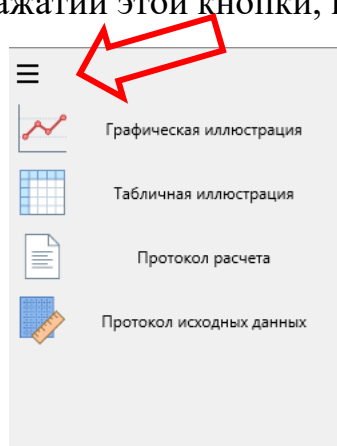 ажатии этой кнопки,
Графическая иллюстрация
Табличная иллюстрация
Протокол расчета
Протокол исходных данных